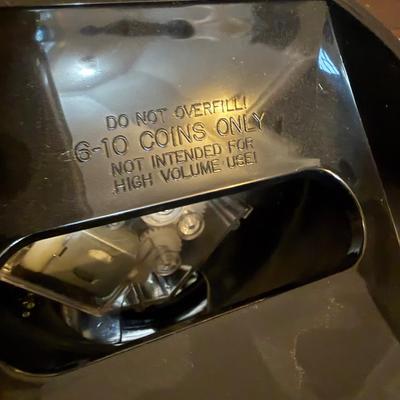 DO NOT OVERFILL!
6-10 COINS ONLY
NOT INTENDED FOR
HIGH VOLUME USE!